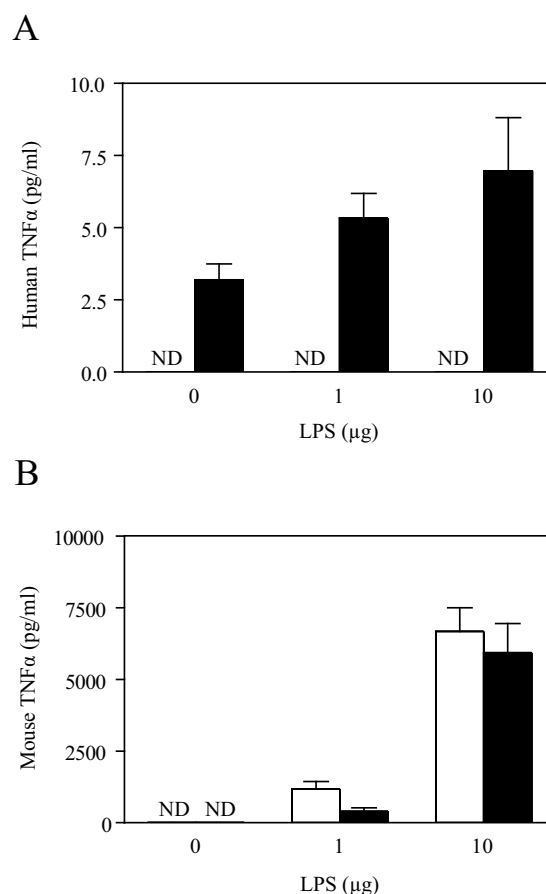 A
Human TNFα (pg/ml)
10.0
7.5
5.0
2.5
0.0
ND ND ND
0 1 10
LPS (µg)
B
Mouse TNFα (pg/ml)
10000
7500
5000
2500
0
ND ND
0 1 10
LPS (µg)